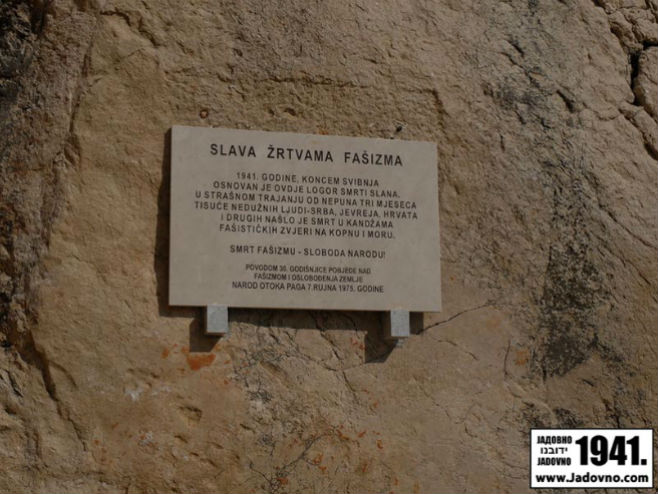 SLAVA ŽRTVAMA FAŠIZMA
1941. GODINE, KONCEM SVIBNJA
OSNOVAN JE OVDJE LOGOR SMRTI SLANA.
U STRAŠNOM TRAJANJU OD NEPUNA TRI MJESECA
TISUĆE NEDUŽNIH LJUDI-SRBA, JEVREJA, HRVATA
I DRUGIH NAŠLO JE SMRT U KANDŽAMA
FAŠISTIČKIH ZVJERI NA KOPNU I MORU.
SMRT FAŠIZMU - SLOBODA NARODU!
POVODOM 30. GODIŠNJICE POBJEDE NAD
FAŠIZMOM I OSLOBOĐENJA ZEMLJE
NAROD OTOKA PAGA 7.RUJNA 1975. GODINE
ЈАДОВНО
ידובנו
JADOVNO
1941.
www.Jadovno.com